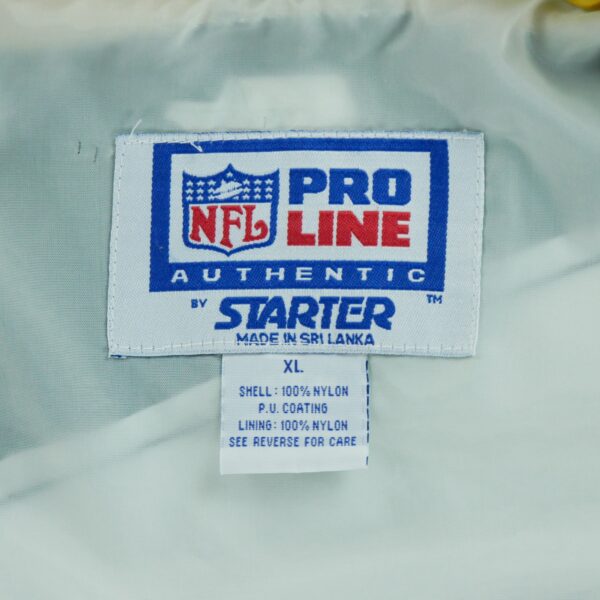 NFL
PRO
LINE
AUTHENTIC
BY STARTER ™
MADE IN SRI LANKA
XL
SHELL: 100% NYLON
P.U. COATING
LINING: 100% NYLON
SEE REVERSE FOR CARE